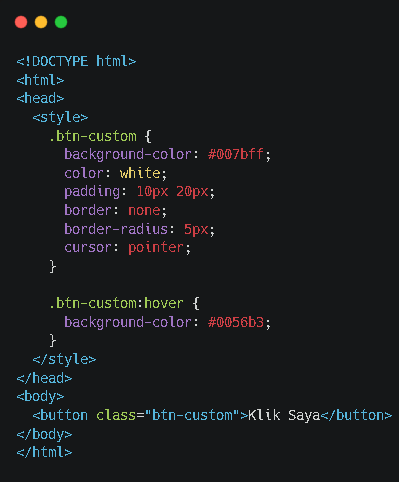 <!DOCTYPE html>
<html>
<head>
  <style>
    .btn-custom {
      background-color: #007bff;
      color: white;
      padding: 10px 20px;
      border: none;
      border-radius: 5px;
      cursor: pointer;
    }

    .btn-custom:hover {
      background-color: #0056b3;
    }
  </style>
</head>
<body>
  <button class="btn-custom">Klik Saya</button>
</body>
</html>